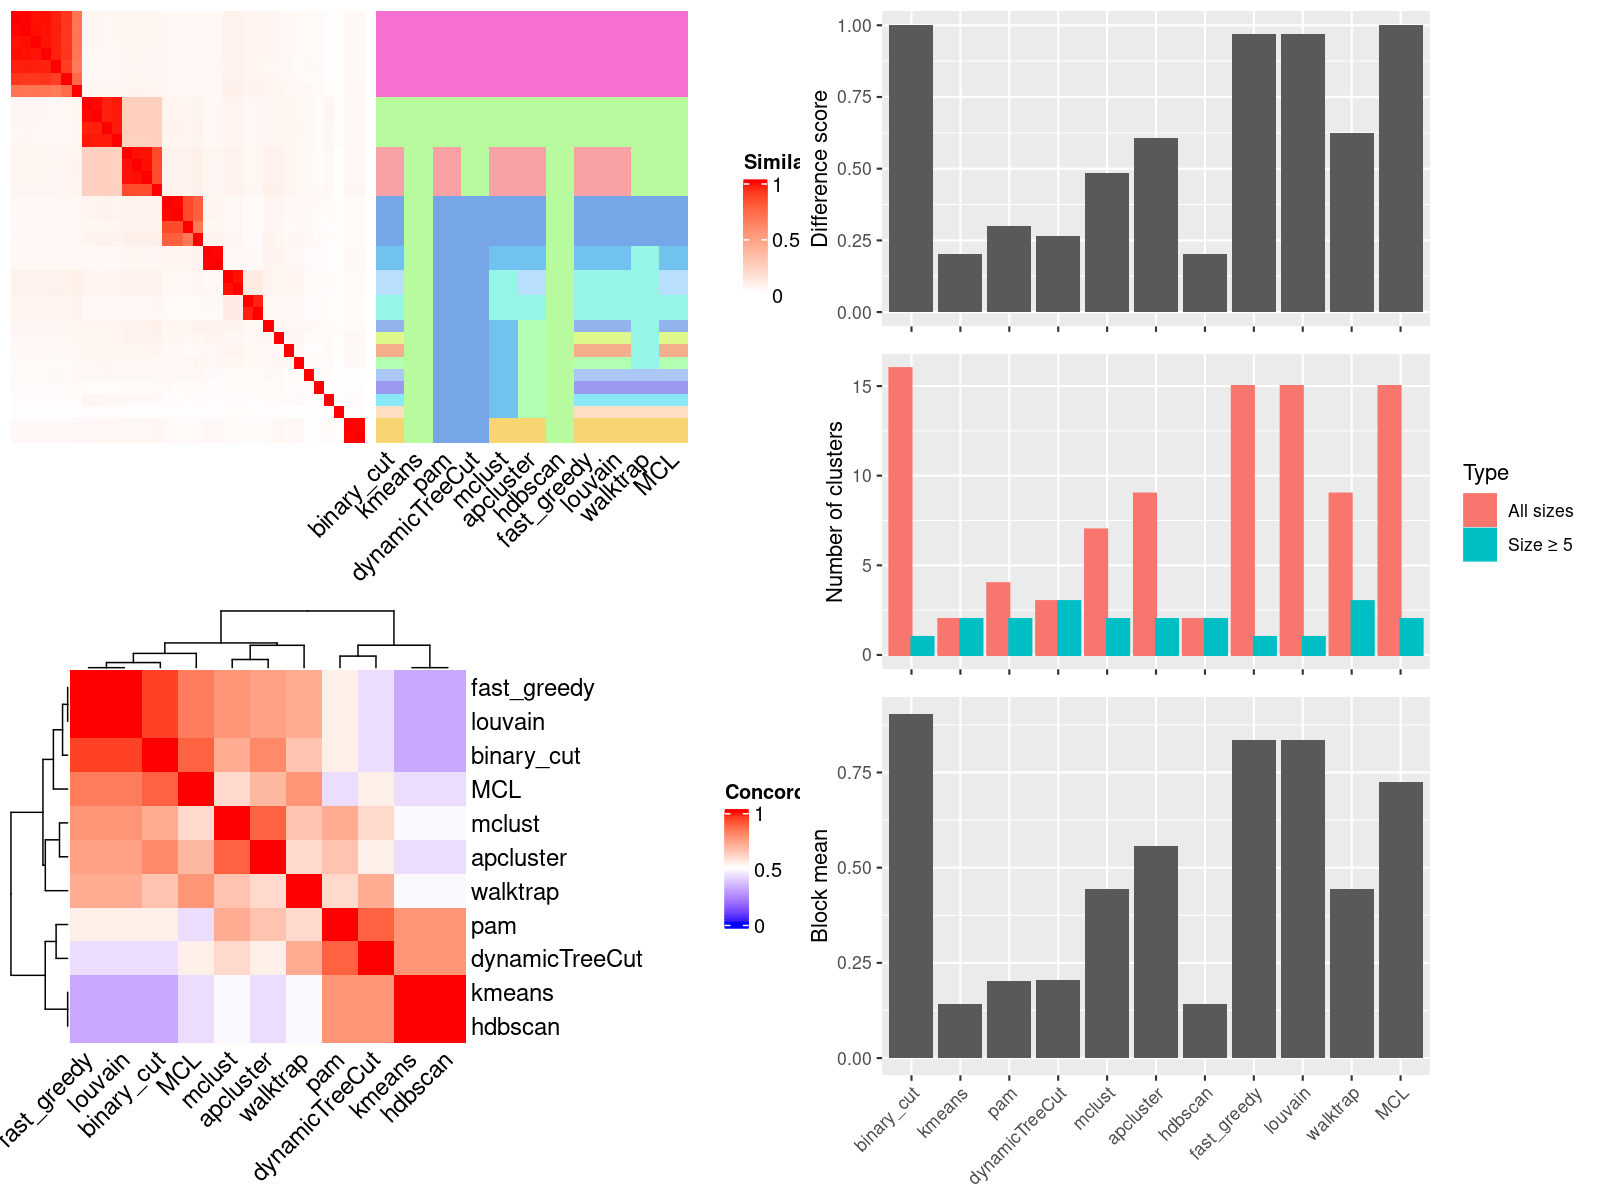 Simila
1
0.5
0
binary_cut
kmeans
pam
dynamicTreeCut
mclust
apcluster
hdbscan
fast_greedy
louvain
walktrap
MCL
fast_greedy
louvain
binary_cut
MCL
mclust
apcluster
walktrap
pam
dynamicTreeCut
kmeans
hdbscan
Concord
1
0.5
0
fast_greedy
louvain
binary_cut
MCL
mclust
apcluster
walktrap
pam
dynamicTreeCut
kmeans
hdbscan
Difference score
1.00
0.75
0.50
0.25
0.00
Number of clusters
15
10
5
0
Type
All sizes
Size ≥ 5
Block mean
0.75
0.50
0.25
0.00
binary_cut
kmeans
pam
dynamicTreeCut
mclust
apcluster
hdbscan
fast_greedy
louvain
walktrap
MCL